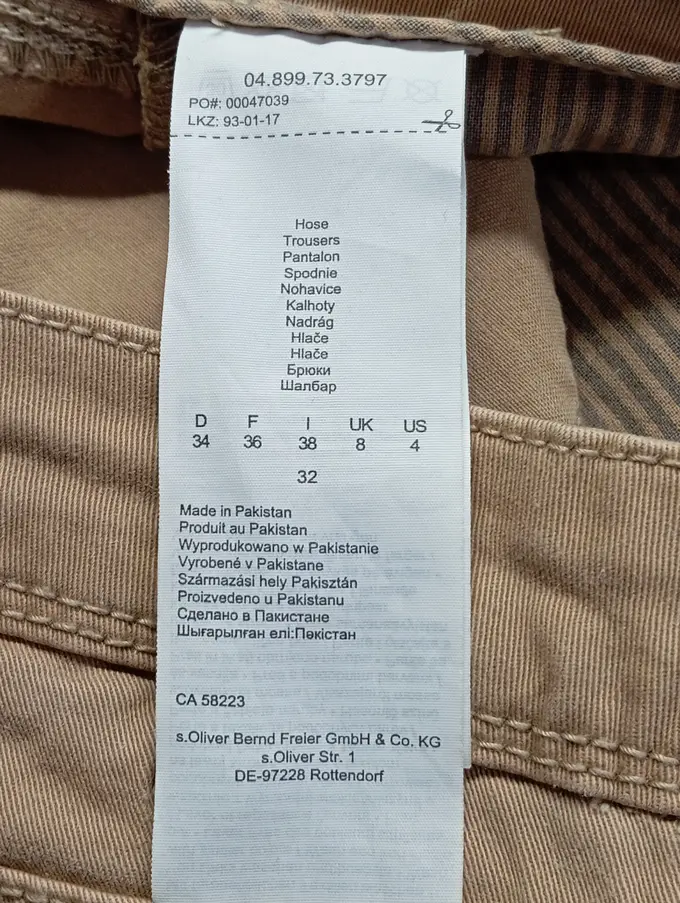 04.899.73.3797
PO#: 00047039
LKZ: 93-01-17
Hose
Trousers
Pantalon
Spodnie
Nohavice
Kalhoty
Nadrág
Hlače
Hlače
Брюки
Шалбар
D F I UK US
34 36 38 8 4
32
Made in Pakistan
Produit au Pakistan
Wyprodukowano w Pakistanie
Vyrobené v Pakistane
Származási hely Pakisztán
Proizvedeno u Pakistanu
Сделано в Пакистане
Шығарылған елі:Пәкістан
CA 58223
s.Oliver Bernd Freier GmbH & Co. KG
s.Oliver Str. 1
DE-97228 Rottendorf